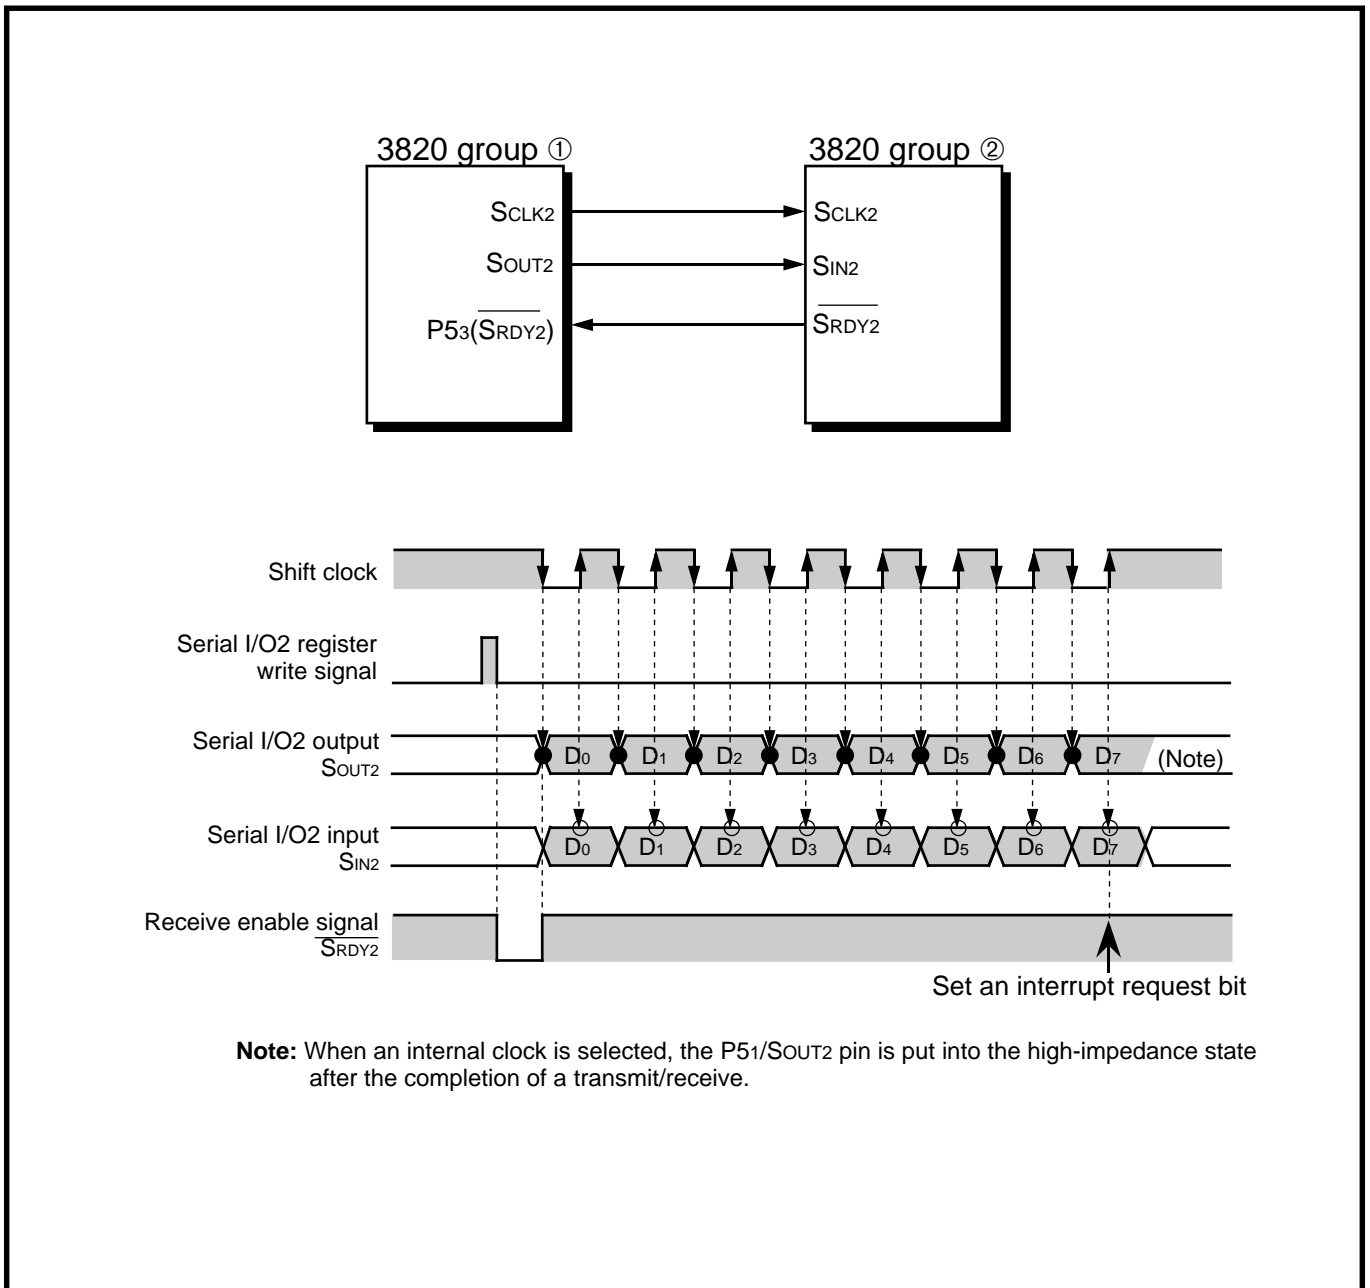 3820 group ①
3820 group ②
SCLK2
SCLK2
SOUT2
SIN2
P53(SRDY2)
SRDY2
Shift clock
Serial I/O2 register
write signal
Serial I/O2 output
SOUT2
D0 D1 D2 D3 D4 D5 D6 D7 (Note)
Serial I/O2 input
SIN2
D0 D1 D2 D3 D4 D5 D6 D7
Receive enable signal
SRDY2
Set an interrupt request bit
Note: When an internal clock is selected, the P51/SOUT2 pin is put into the high-impedance state
after the completion of a transmit/receive.